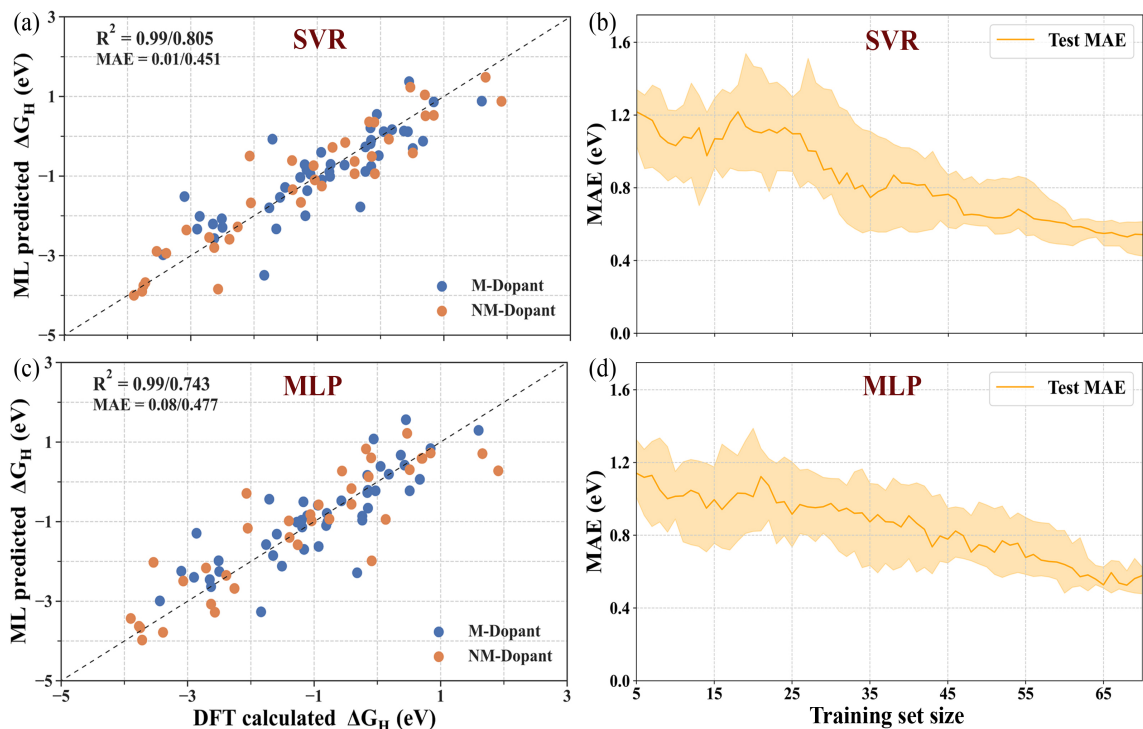 (a)
R² = 0.99/0.805
MAE = 0.01/0.451
SVR
ML predicted ΔG_H (eV)
3
1
−1
−3
−5
M-Dopant
NM-Dopant
(b)
SVR
Test MAE
MAE (eV)
1.6
1.2
0.8
0.4
0.0
(c)
R² = 0.99/0.743
MAE = 0.08/0.477
MLP
ML predicted ΔG_H (eV)
3
1
−1
−3
−5
M-Dopant
NM-Dopant
−5 −3 −1 1 3
DFT calculated ΔG_H (eV)
(d)
MLP
Test MAE
MAE (eV)
1.6
1.2
0.8
0.4
0.0
5 15 25 35 45 55 65
Training set size